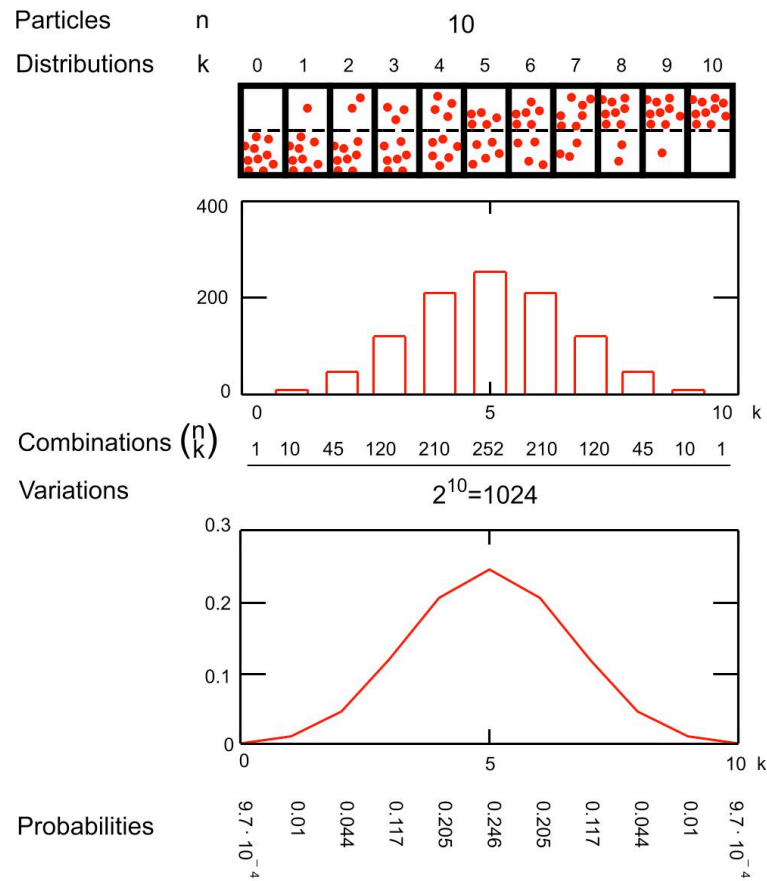 Particles n 10
Distributions k 0 1 2 3 4 5 6 7 8 9 10
400
200
0
0 5 10 k
Combinations (n k) 1 10 45 120 210 252 210 120 45 10 1
Variations 2^10=1024
0.3
0.2
0.1
0
0 5 10 k
Probabilities 9.7 · 10^-4 0.01 0.044 0.117 0.205 0.246 0.205 0.117 0.044 0.01 9.7 · 10^-4